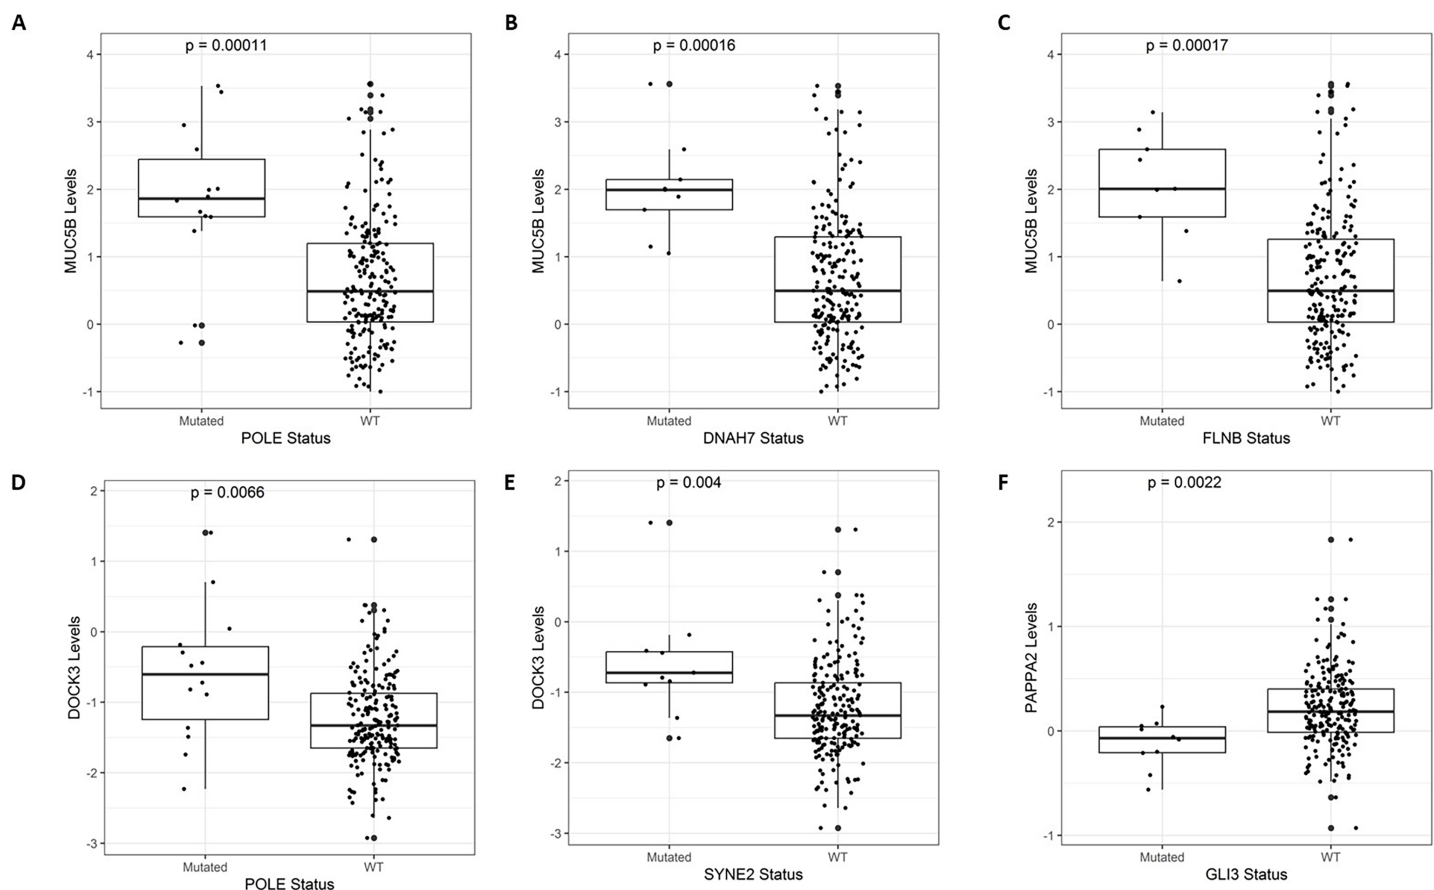 A
p = 0.00011
4
3
2
1
0
-1
MUC5B Levels
Mutated
WT
POLE Status
B
p = 0.00016
4
3
2
1
0
-1
MUC5B Levels
Mutated
WT
DNAH7 Status
C
p = 0.00017
4
3
2
1
0
-1
MUC5B Levels
Mutated
WT
FLNB Status
D
p = 0.0066
2
1
0
-1
-2
-3
DOCK3 Levels
Mutated
WT
POLE Status
E
p = 0.004
2
1
0
-1
-2
-3
DOCK3 Levels
Mutated
WT
SYNE2 Status
F
p = 0.0022
2
1
0
-1
PAPPA2 Levels
Mutated
WT
GLI3 Status